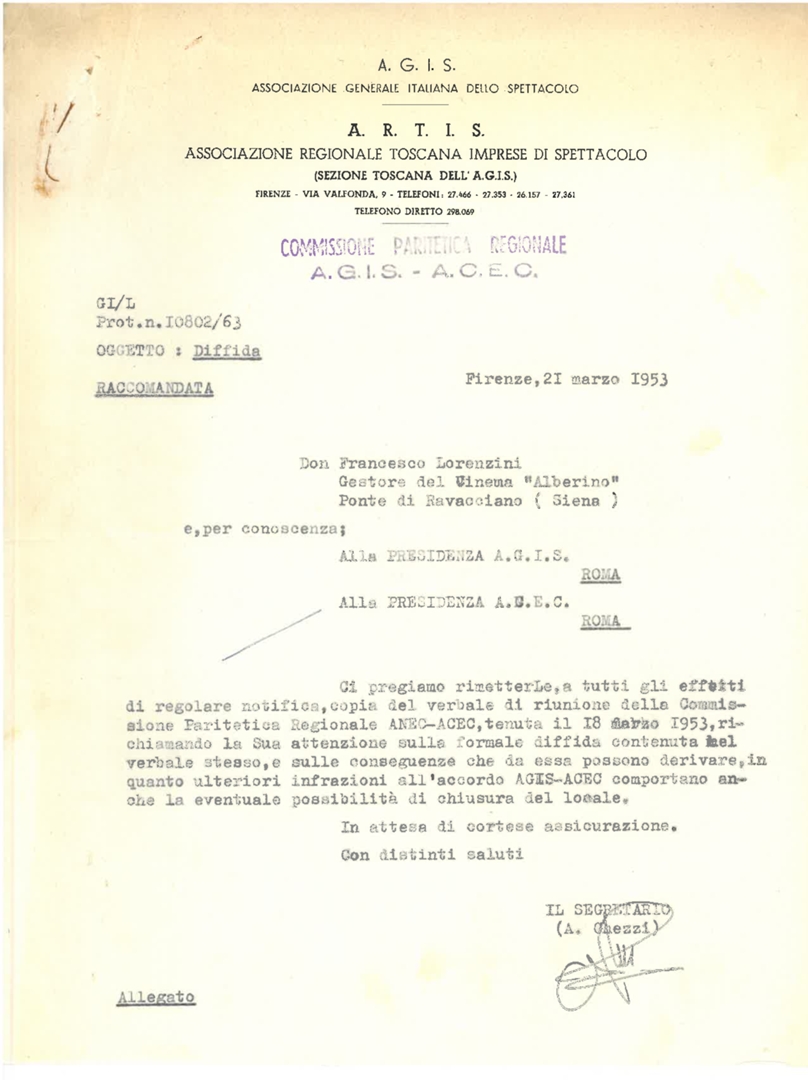 A. G. I. S.
ASSOCIAZIONE GENERALE ITALIANA DELLO SPETTACOLO
A. R. T. I. S.
ASSOCIAZIONE REGIONALE TOSCANA IMPRESE DI SPETTACOLO
(SEZIONE TOSCANA DELL'A.G.I.S.)
FIRENZE - VIA VALFONDA, 9 - TELEFONI: 27.466 - 27.353 - 26.157 - 27,361
TELEFONO DIRETTO 298.069
COMMISSIONE PARITETICA REGIONALE
A.G.I.S. - A.C.E.C.
GI/L
Prot.n.I0802/63
OGGETTO : Diffida
Firenze,2I marzo I953
RACCOMANDATA
Don Francesco Lorenzini
Gestore del Cinema "Alberino"
Ponte di Ravacciano ( Siena )
e,per conoscenza;
Alla PRESIDENZA A.G.I.S.
ROMA
Alla PRESIDENZA A.C.E.C.
ROMA
Ci pregiamo rimetterLe,a tutti gli effetti
di regolare notifica,copia del verbale di riunione della Commis-
sione Paritetica Regionale ANEC-ACEC,tenuta il I8 marzo I953,ri-
chiamando la Sua attenzione sulla formale diffida contenuta nel
verbale stesso,e sulle conseguenze che da essa possono derivare,in
quanto ulteriori infrazioni all'accordo AGIS-ACEC comportano an-
che la eventuale possibilità di chiusura del locale.
In attesa di cortese assicurazione.
Con distinti saluti
IL SEGRETARIO
(A. Ghezzi)
Allegato